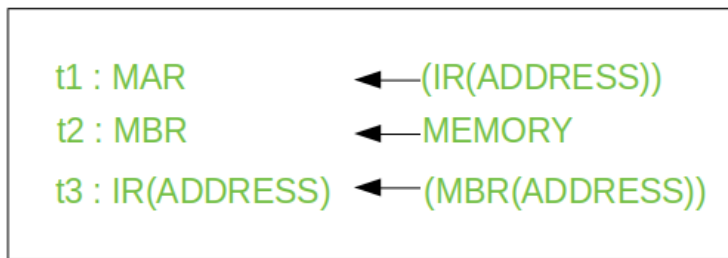 t1 : MAR (IR(ADDRESS))
t2 : MBR MEMORY
t3 : IR(ADDRESS) (MBR(ADDRESS))